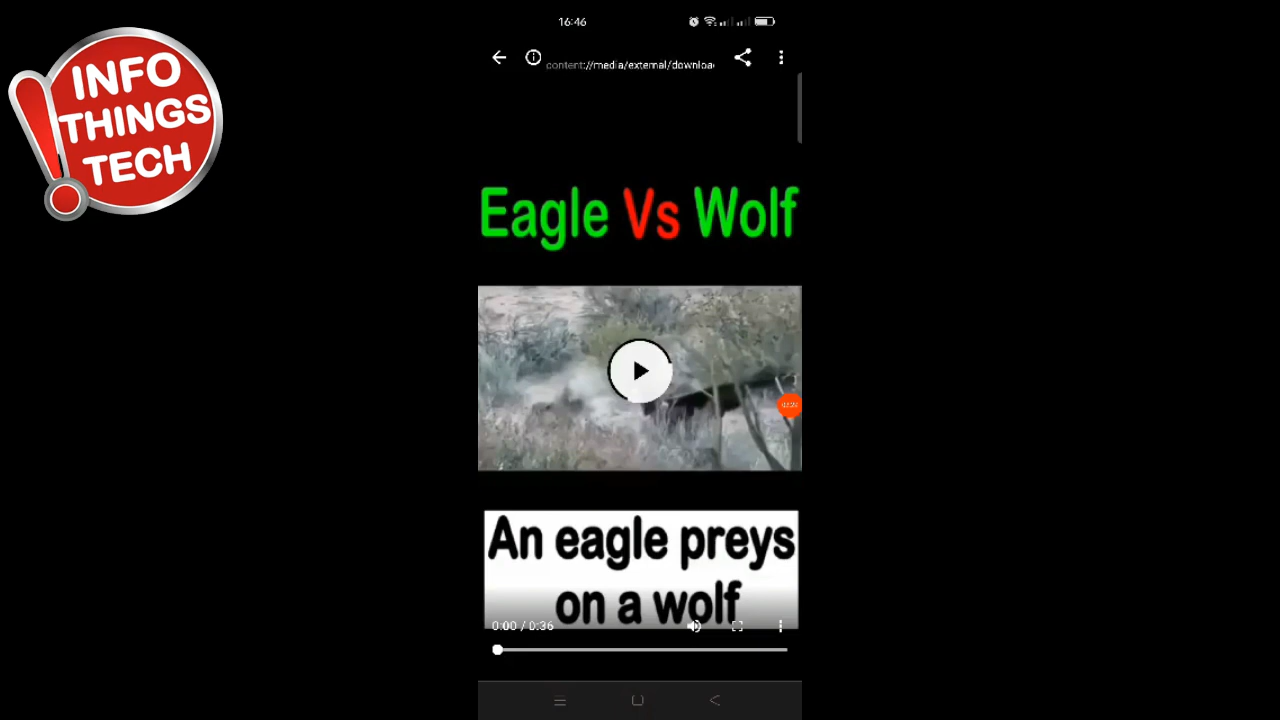 INFO
THINGS
TECH
16:46
content://media/external/downloa
Eagle Vs Wolf
An eagle preys
on a wolf
0:00 / 0:36